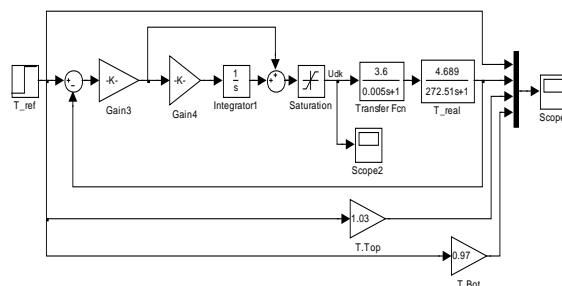 T_ref
-K-
Gain3
-K-
Gain4
1
s
Integrator1
Saturation
Udk
3.6
0.005s+1
Transfer Fcn
4.689
272.51s+1
T_real
Scope
Scope2
1.03
T.Top
0.97
T.Bot